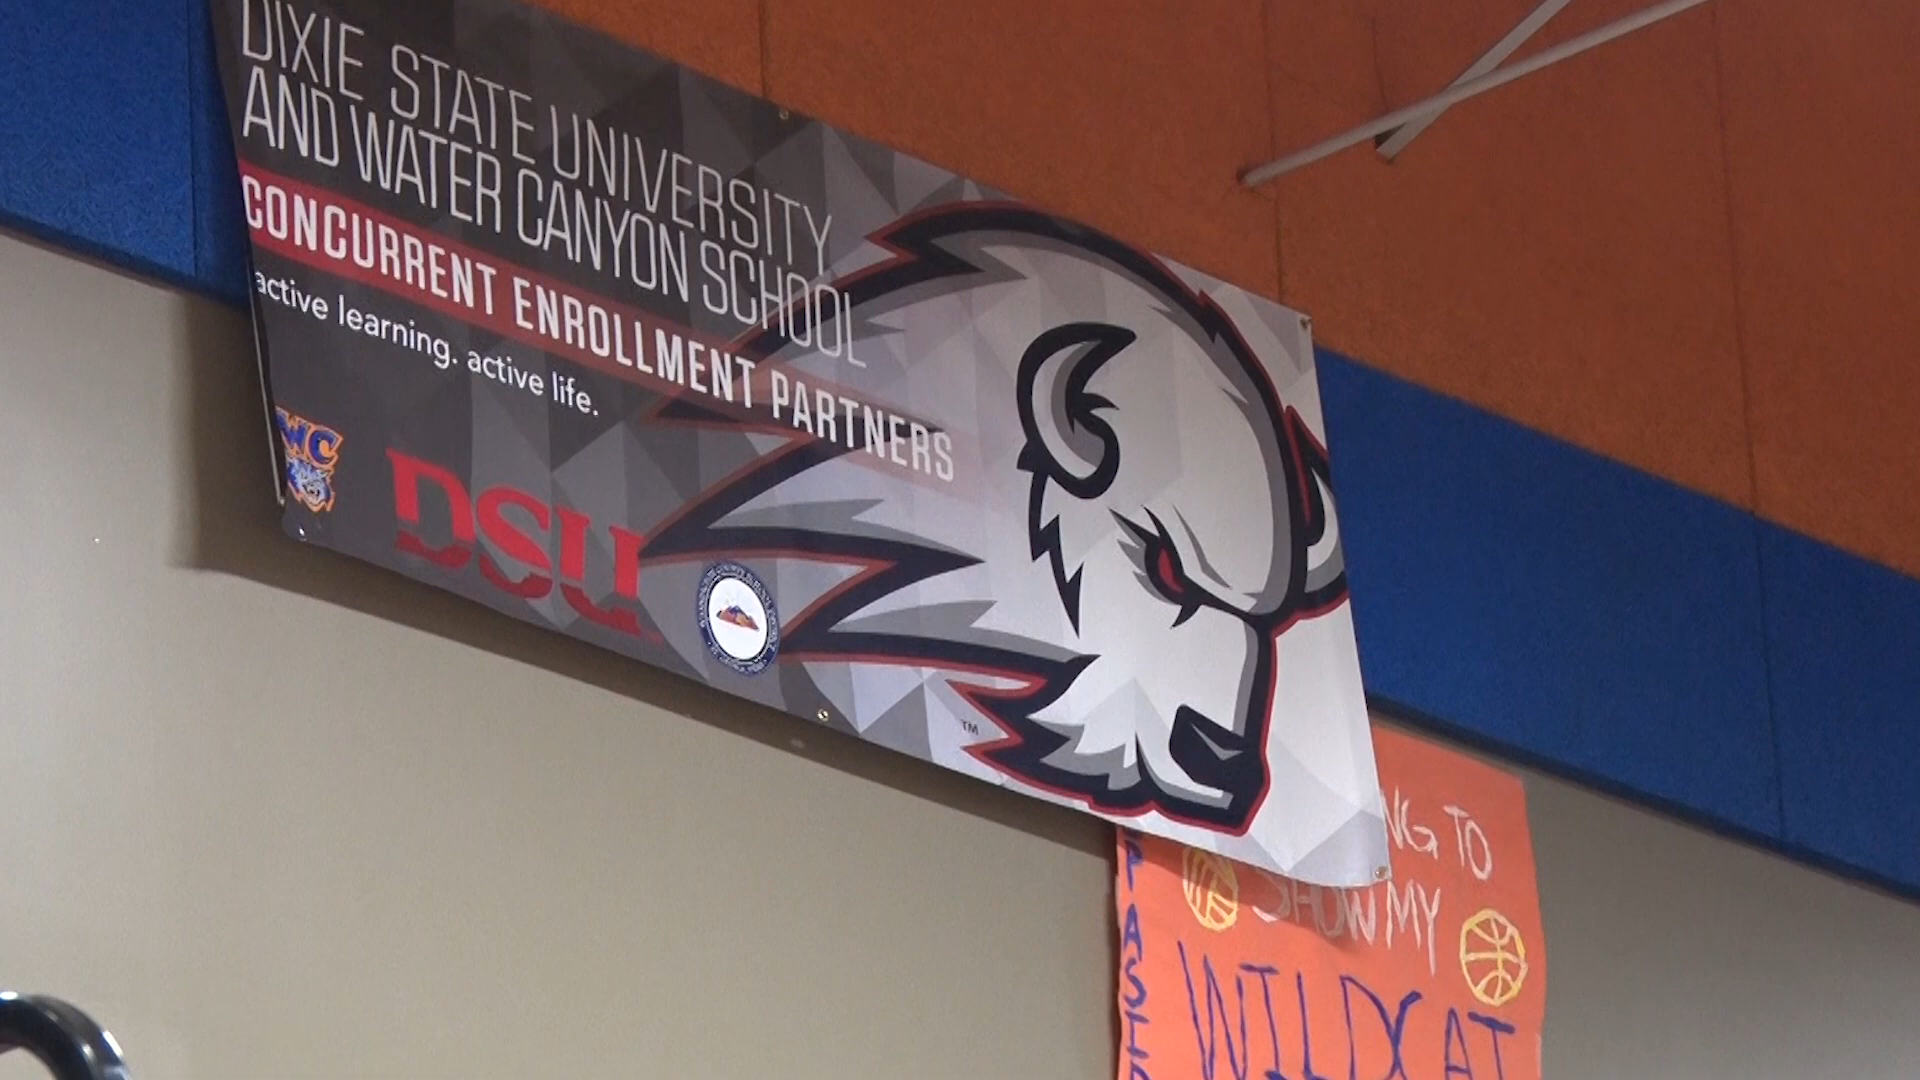 DIXIE STATE UNIVERSITY
AND WATER CANYON SCHOOL
CONCURRENT ENROLLMENT PARTNERS
active learning. active life.
WC
DSU
TM
TO
SHOW MY
WILDCAT